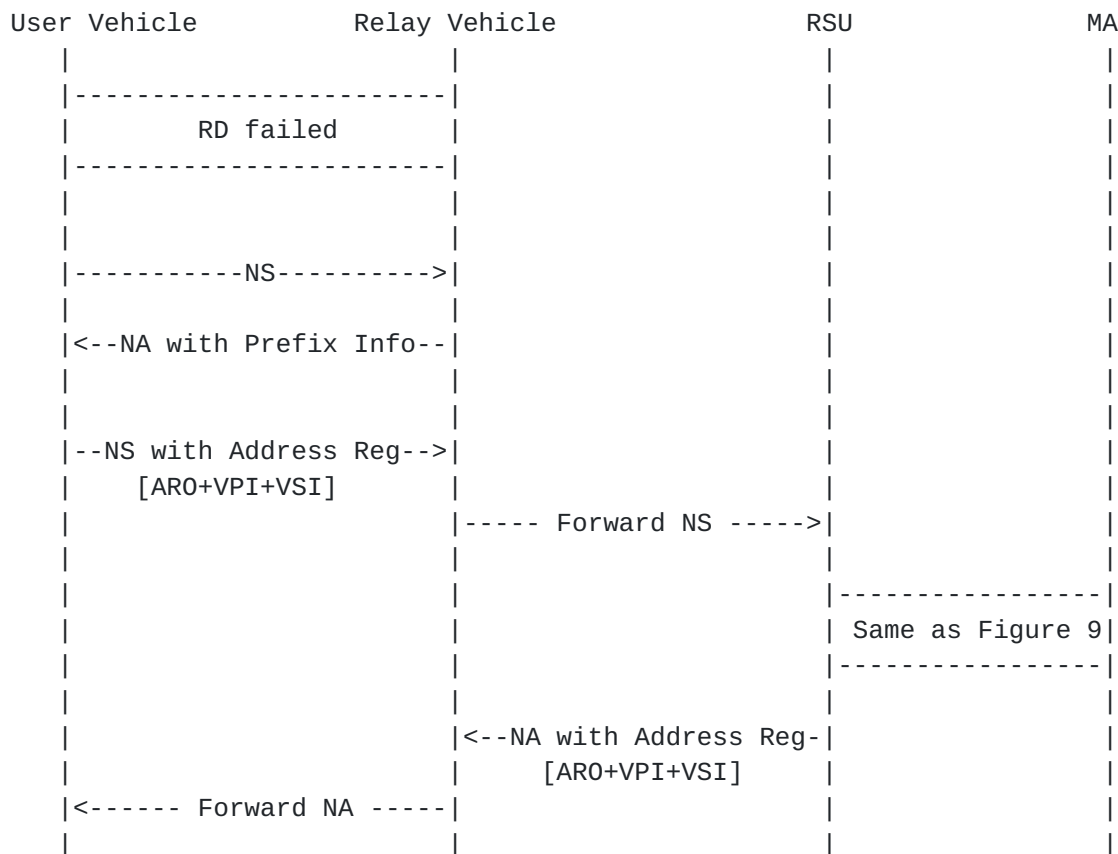 User Vehicle Relay Vehicle RSU MA
RD failed
NS
NA with Prefix Info
NS with Address Reg
[ARO+VPI+VSI]
Forward NS
Same as Figure 9
NA with Address Reg
[ARO+VPI+VSI]
Forward NA